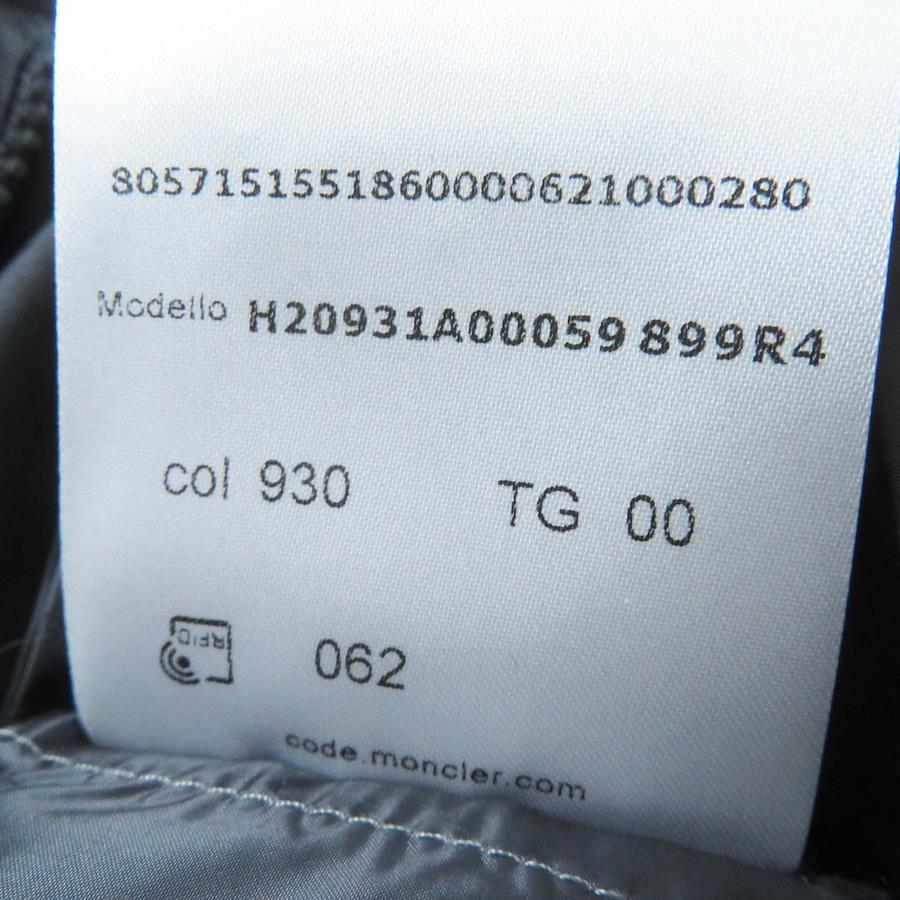 8057151551860000621000280
Modello H20931A00059 899R4
col 930 TG 00
RFID 062
code.moncler.com